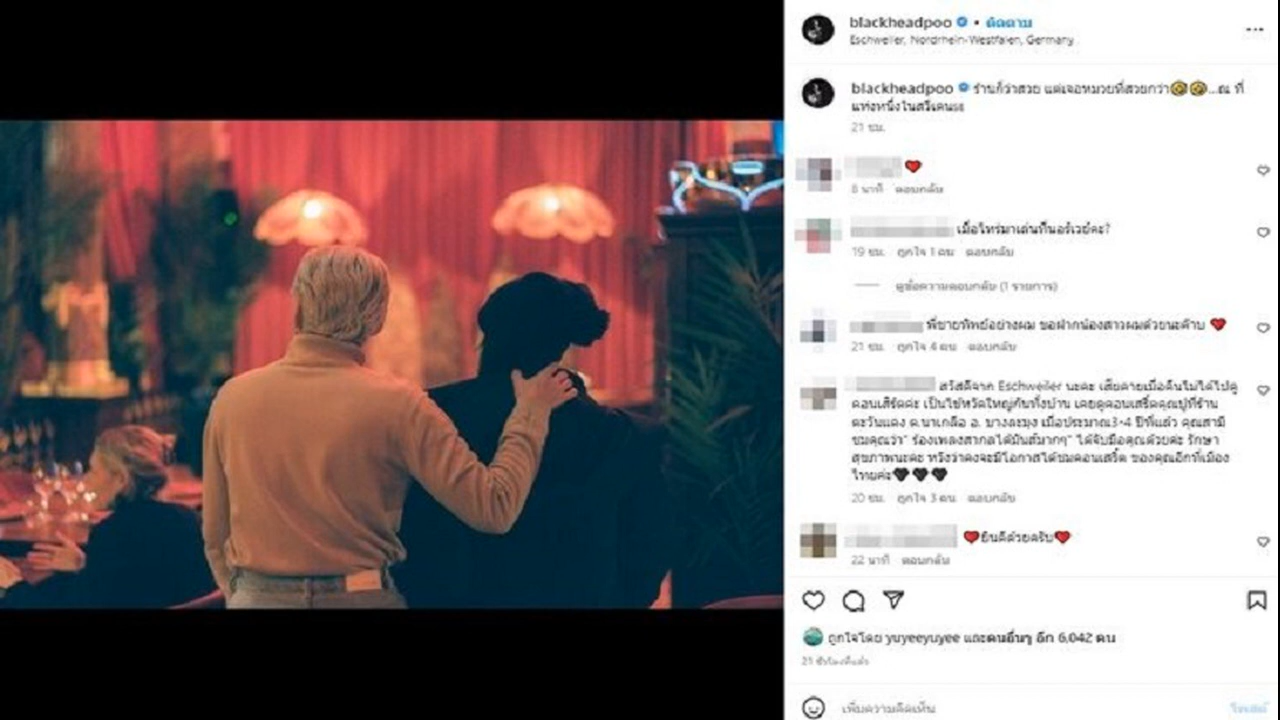 blackheadpoo • ติดตาม
Eschweiler, Nordrhein-Westfalen, Germany
blackheadpoo ร้านก็ว่าสวย แต่เจอหมวยที่สวยกว่า🤣🤣...ณ ที่
แห่งหนึ่งในสวีเดนนน
21 ชม.
❤️
8 นาที ตอบกลับ
เมื่อไหร่มาเล่นที่นอร์เวย์คะ?
19 ชม. ถูกใจ 1 คน ตอบกลับ
ดูข้อความตอบกลับ (1 รายการ)
พี่ชายทิพย์อย่างผม ขอฝากน้องสาวผมด้วยนะค้าบ ❤️
21 ชม. ถูกใจ 4 คน ตอบกลับ
สวัสดีจาก Eschweiler นะคะ เสียดายเมื่อคืนไม่ได้ไปดู
คอนเสิร์ตค่ะ เป็นไข้หวัดใหญ่กันทั้งบ้าน เคยดูคอนเสิร์ตคุณปูที่ร้าน
ตะวันแดง ต.นาเกลือ อ. บางละมุง เมื่อประมาณ3-4 ปีที่แล้ว คุณสามี
ชมคุณว่า" ร้องเพลงสากลได้มันส์มากๆ" ได้จับมือคุณด้วยค่ะ รักษา
สุขภาพนะคะ หวังว่าคงจะมีโอกาสได้ชมคอนเสริ์ต ของคุณอีกที่เมือง
ไทยค่ะ🖤🖤🖤
20 ชม. ถูกใจ 3 คน ตอบกลับ
❤️ยินดีด้วยครับ❤️
22 นาที ตอบกลับ
ถูกใจโดย yuyeeyuyee และคนอื่นๆ อีก 6,042 คน
21 ชั่วโมงที่แล้ว
เพิ่มความคิดเห็น
โพสต์